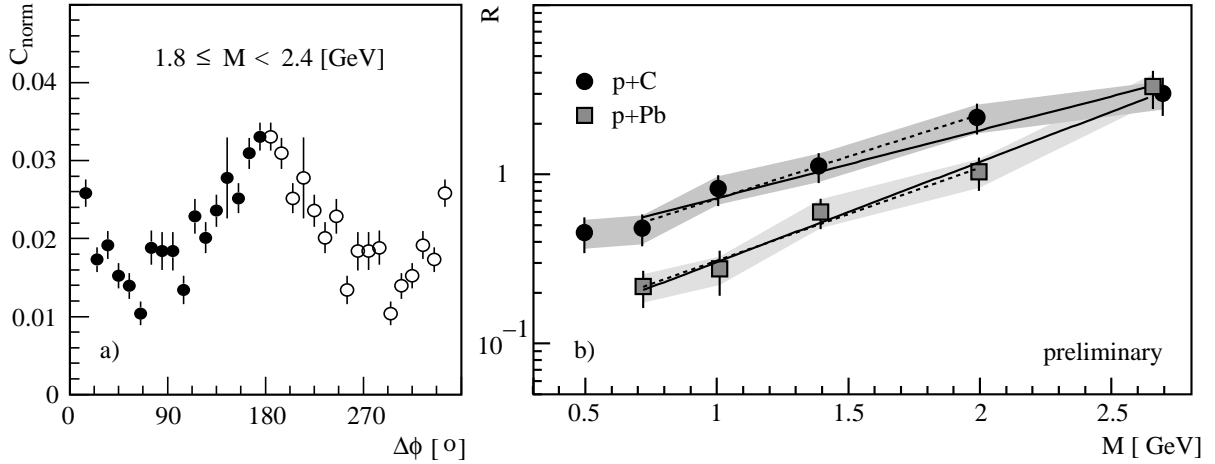 C_norm
0.04
0.03
0.02
0.01
0
1.8 ≤ M < 2.4 [GeV]
a)
0 90 180 270
Δϕ [ o ]
R
1
10^-1
p+C
p+Pb
b)
preliminary
0.5 1 1.5 2 2.5
M [ GeV]